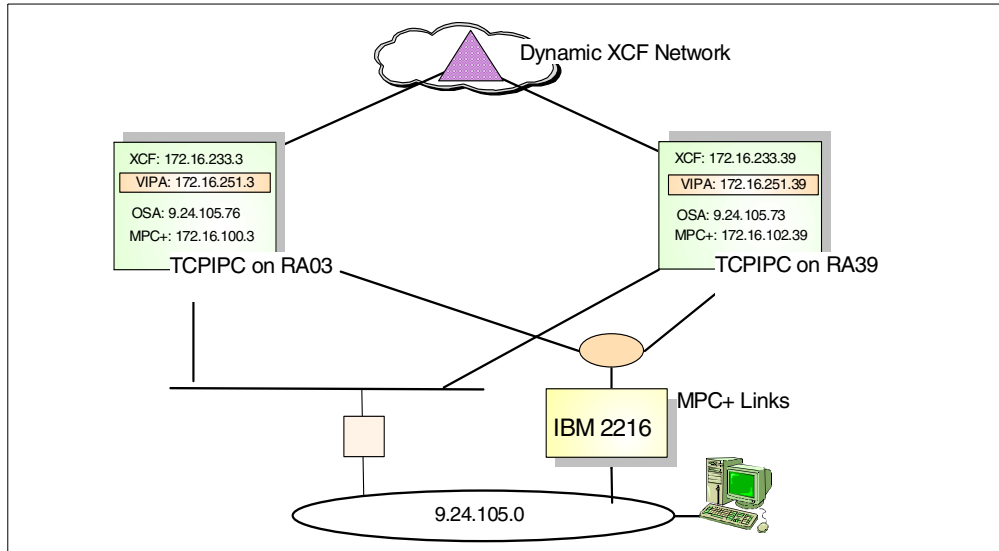 Dynamic XCF Network
XCF: 172.16.233.3
VIPA: 172.16.251.3
OSA: 9.24.105.76
MPC+: 172.16.100.3
TCPIPC on RA03
XCF: 172.16.233.39
VIPA: 172.16.251.39
OSA: 9.24.105.73
MPC+: 172.16.102.39
TCPIPC on RA39
MPC+ Links
IBM 2216
9.24.105.0